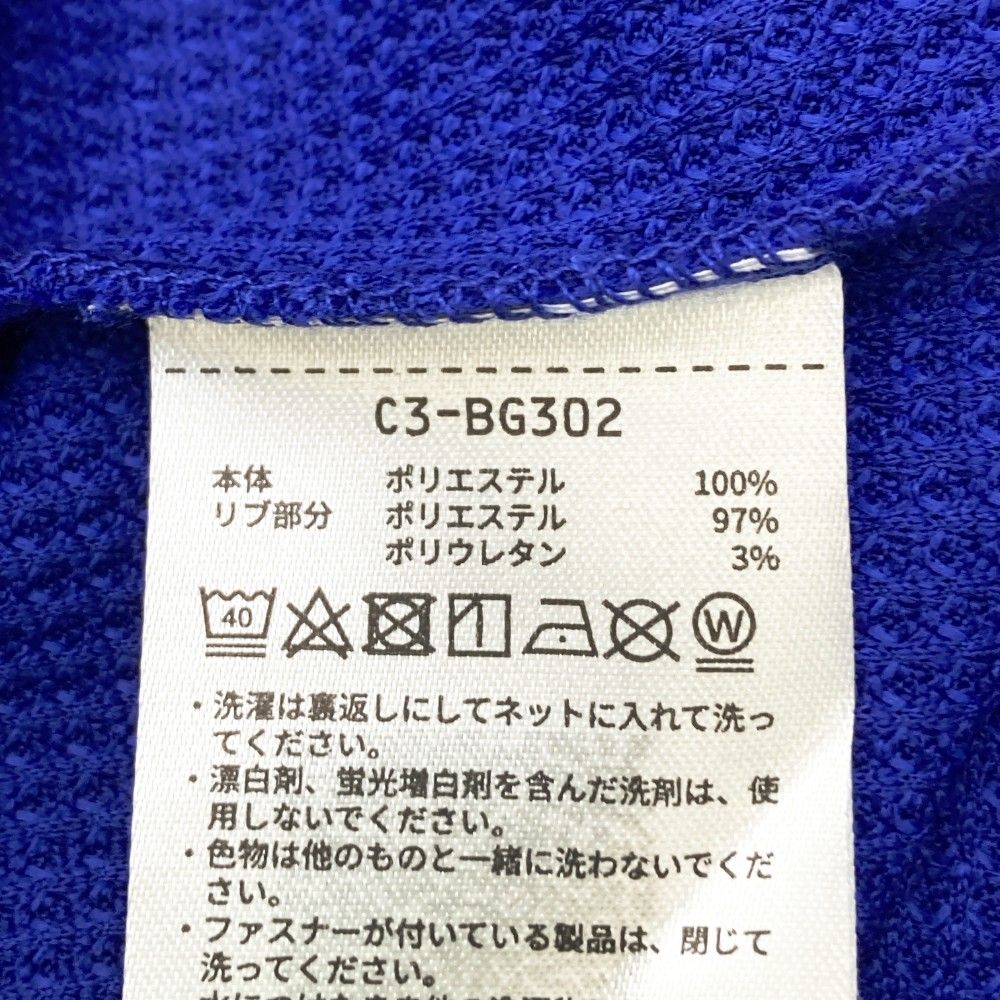 C3-BG302
本体 ポリエステル 100%
リブ部分 ポリエステル 97%
ポリウレタン 3%
40 W
・洗濯は裏返しにしてネットに入れて洗っ
てください。
・漂白剤、蛍光増白剤を含んだ洗剤は、使
用しないでください。
・色物は他のものと一緒に洗わないでくだ
さい。
・ファスナーが付いている製品は、閉じて
洗ってください。